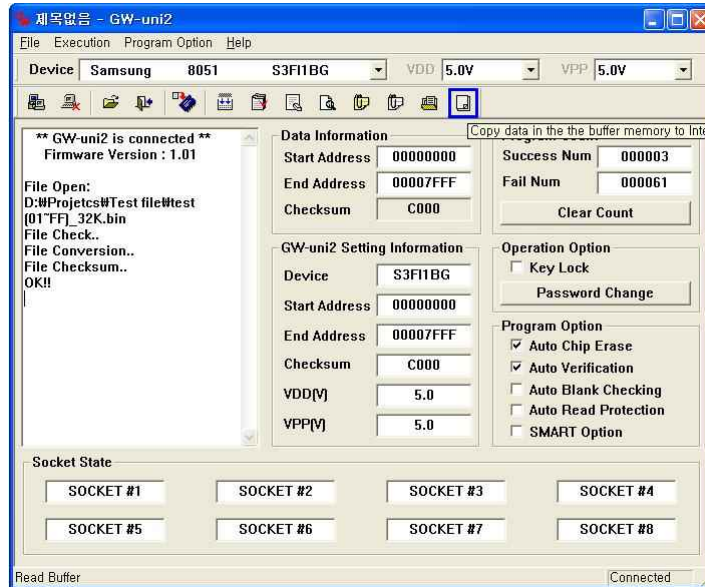 제목없음 - GW-uni2
File Execution Program Option Help
Device Samsung 8051 S3FI1BG VDD 5.0V VPP 5.0V
Copy data in the the buffer memory to Inte
** GW-uni2 is connected **
Firmware Version : 1.01
File Open:
D:₩Projetcs₩Test file₩test
(01~FF)_32K.bin
File Check..
File Conversion..
File Checksum..
OK!!
Data Information
Start Address 00000000
End Address 00007FFF
Checksum C000
GW-uni2 Setting Information
Device S3FI1BG
Start Address 00000000
End Address 00007FFF
Checksum C000
VDD(V) 5.0
VPP(V) 5.0
Success Num 000003
Fail Num 000061
Clear Count
Operation Option
Key Lock
Password Change
Program Option
Auto Chip Erase
Auto Verification
Auto Blank Checking
Auto Read Protection
SMART Option
Socket State
SOCKET #1 SOCKET #2 SOCKET #3 SOCKET #4
SOCKET #5 SOCKET #6 SOCKET #7 SOCKET #8
Read Buffer Connected